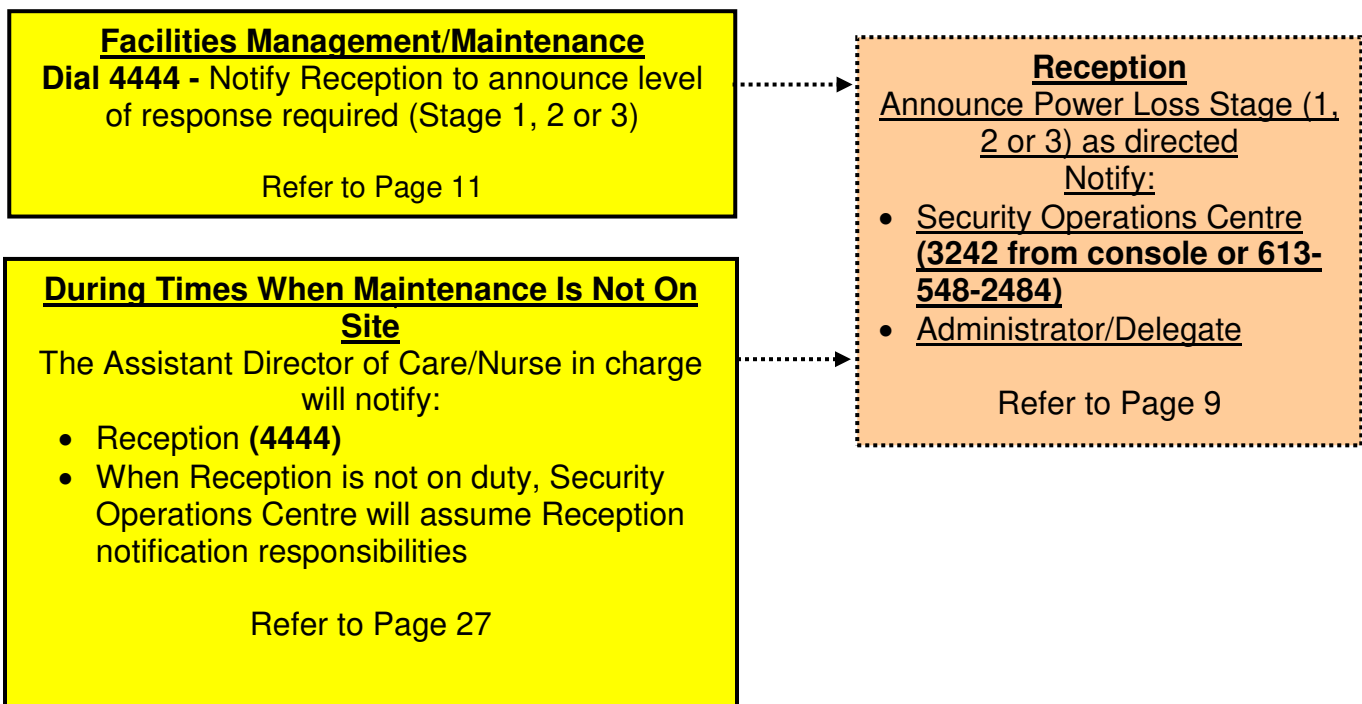 Facilities Management/Maintenance
Dial 4444 - Notify Reception to announce level
of response required (Stage 1, 2 or 3)
Refer to Page 11
During Times When Maintenance Is Not On
Site
The Assistant Director of Care/Nurse in charge
will notify:
• Reception (4444)
• When Reception is not on duty, Security
Operations Centre will assume Reception
notification responsibilities
Refer to Page 27
Reception
Announce Power Loss Stage (1,
2 or 3) as directed
Notify:
• Security Operations Centre
(3242 from console or 613-
548-2484)
• Administrator/Delegate
Refer to Page 9